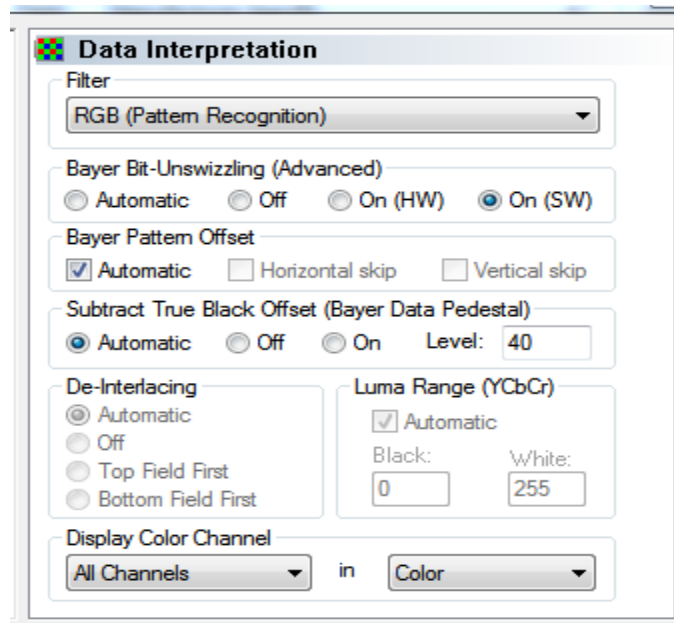 Data Interpretation
Filter
RGB (Pattern Recognition)
Bayer Bit-Unswizzling (Advanced)
Automatic Off On (HW) On (SW)
Bayer Pattern Offset
Automatic Horizontal skip Vertical skip
Subtract True Black Offset (Bayer Data Pedestal)
Automatic Off On Level: 40
De-Interlacing
Automatic
Off
Top Field First
Bottom Field First
Luma Range (YCbCr)
Automatic
Black: White:
0 255
Display Color Channel
All Channels in Color